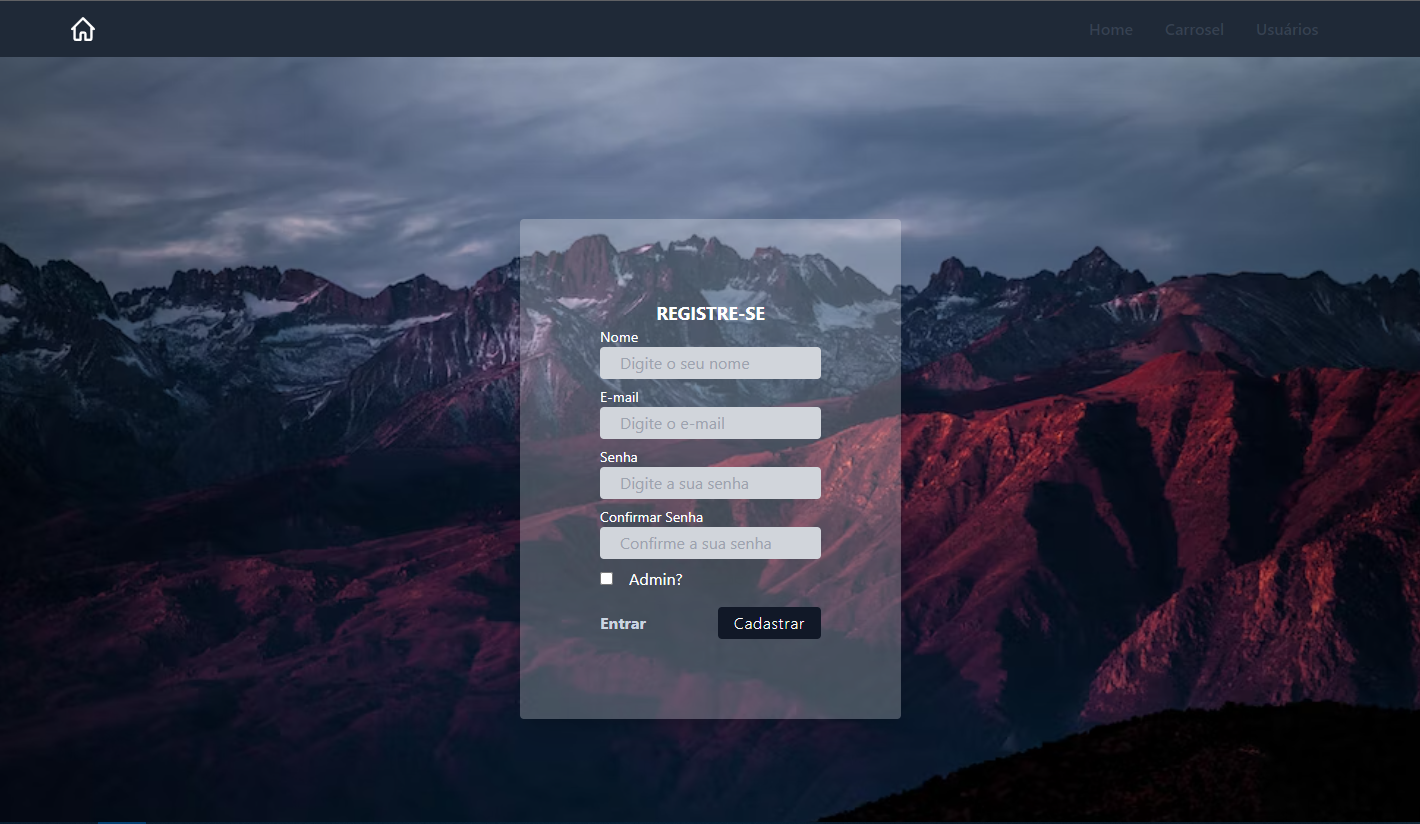 Home Carrosel Usuários
REGISTRE-SE
Nome
Digite o seu nome
E-mail
Digite o e-mail
Senha
Digite a sua senha
Confirmar Senha
Confirme a sua senha
Admin?
Entrar Cadastrar